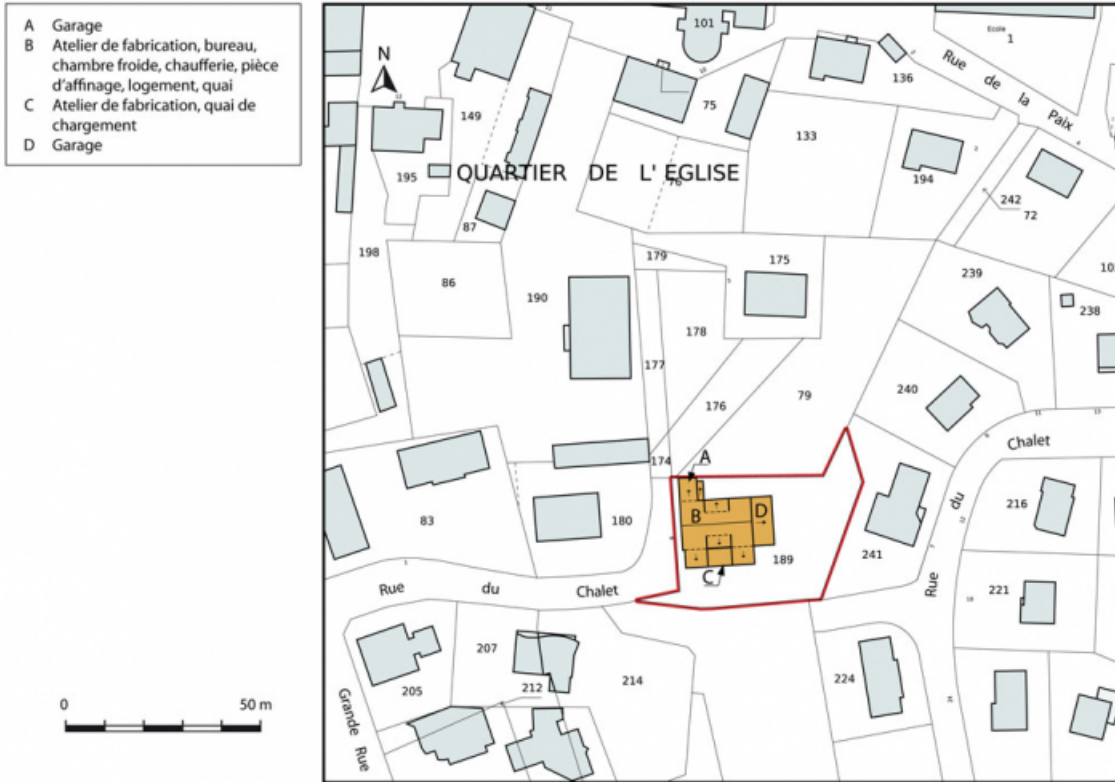 A Garage
B Atelier de fabrication, bureau,
chambre froide, chaufferie, pièce
d'affinage, logement, quai
C Atelier de fabrication, quai de
chargement
D Garage
N
0 50 m
101
Ecole
1
Rue de la Paix
136
149
75
133
195
QUARTIER DE L' EGLISE
76
194
242
72
87
198
179
175
239
102
86
190
178
238
177
176
79
240
Chalet
174
A
83
180
B
D
189
241
216
C
Rue du Chalet
Rue du
221
207
205
212
214
224
Grande Rue